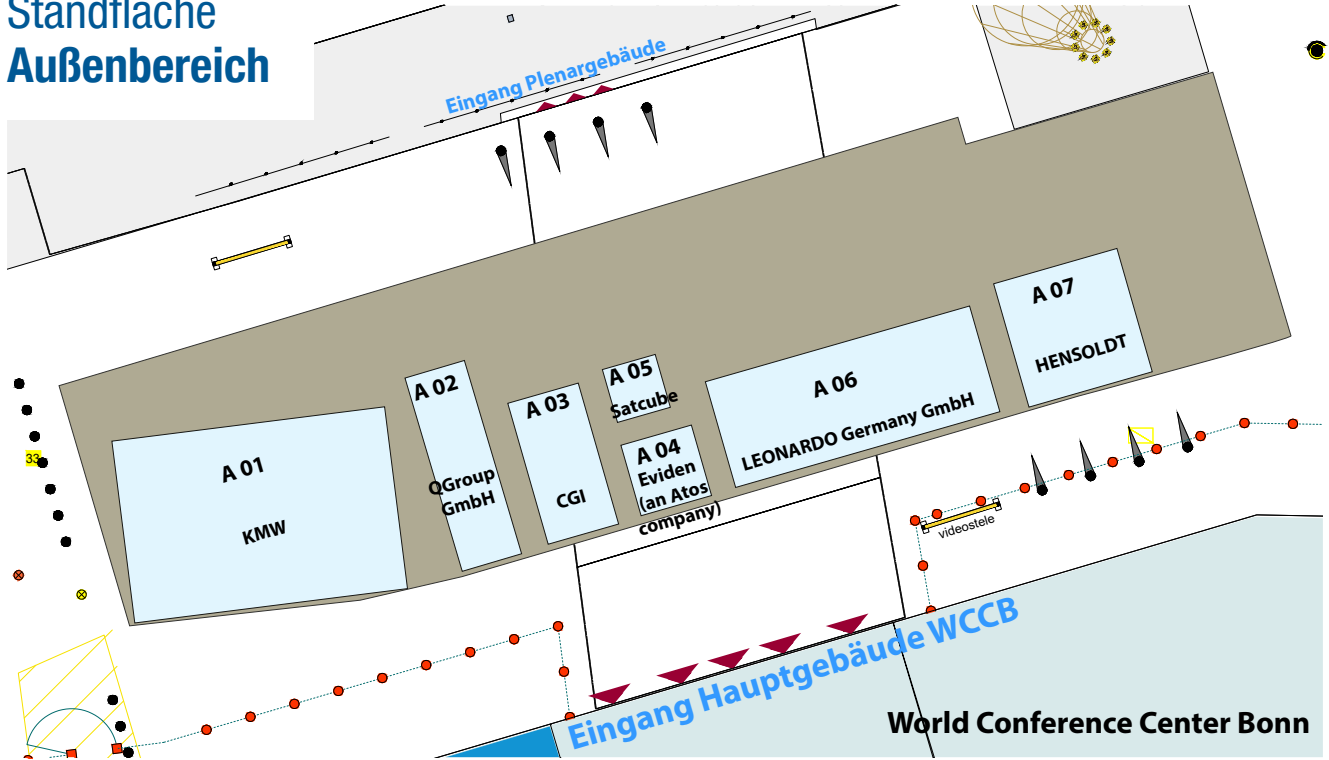 Standfläche
Außenbereich
Eingang Plenargebäude
A 01
KMW
A 02
QGroup
GmbH
A 03
CGI
A 05
Satcube
A 04
Eviden
(an Atos
company)
A 06
LEONARDO Germany GmbH
A 07
HENSOLDT
33
videostele
Eingang Hauptgebäude WCCB
World Conference Center Bonn